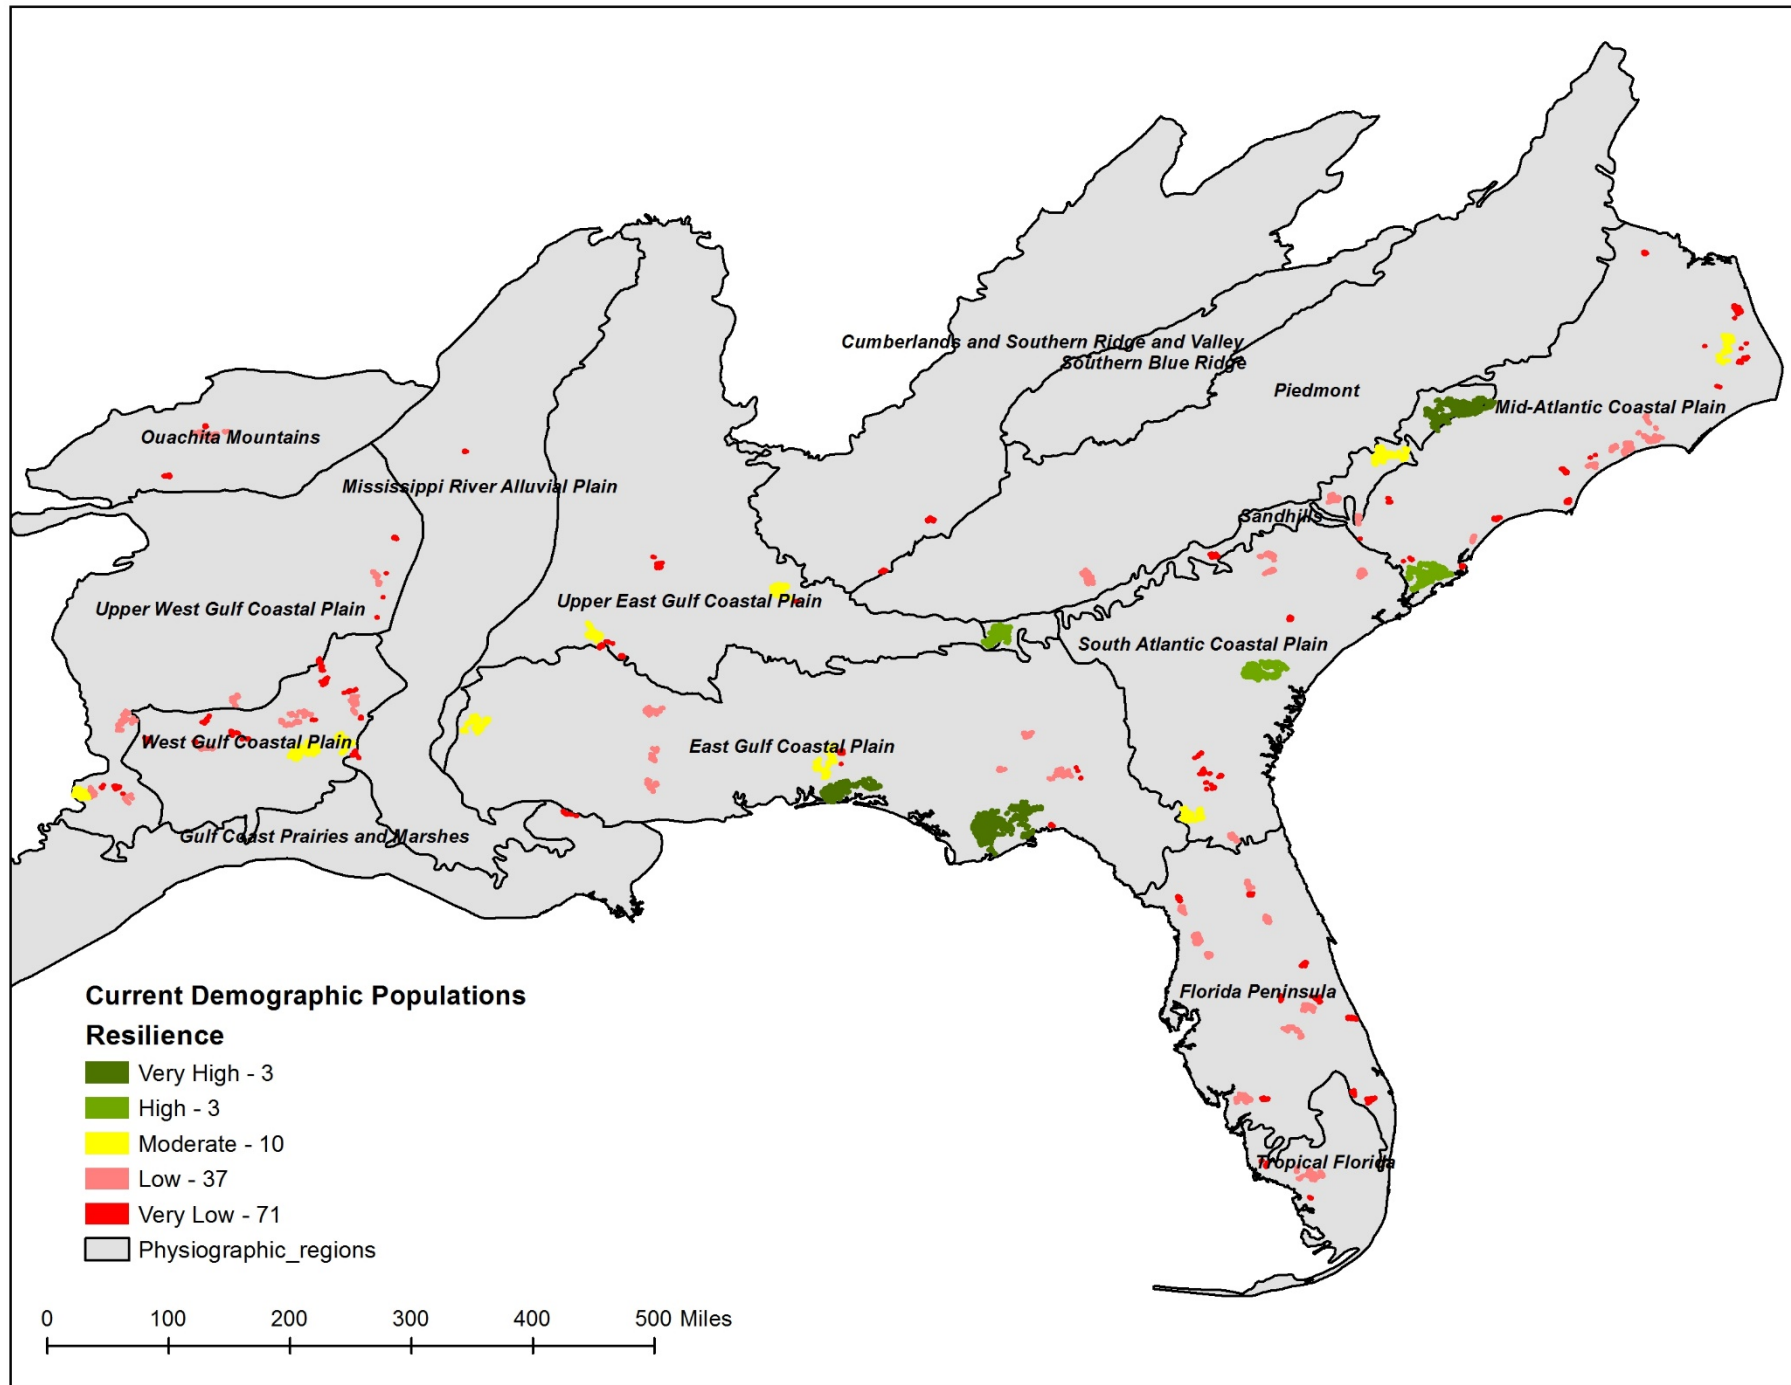 Cumberlands and Southern Ridge and Valley
Southern Blue Ridge
Piedmont
Mid-Atlantic Coastal Plain
Ouachita Mountains
Mississippi River Alluvial Plain
Sandhills
Upper West Gulf Coastal Plain
Upper East Gulf Coastal Plain
South Atlantic Coastal Plain
West Gulf Coastal Plain
East Gulf Coastal Plain
Gulf Coast Prairies and Marshes
Florida Peninsula
Tropical Florida
Current Demographic Populations
Resilience
Very High - 3
High - 3
Moderate - 10
Low - 37
Very Low - 71
Physiographic_regions
0 100 200 300 400 500 Miles